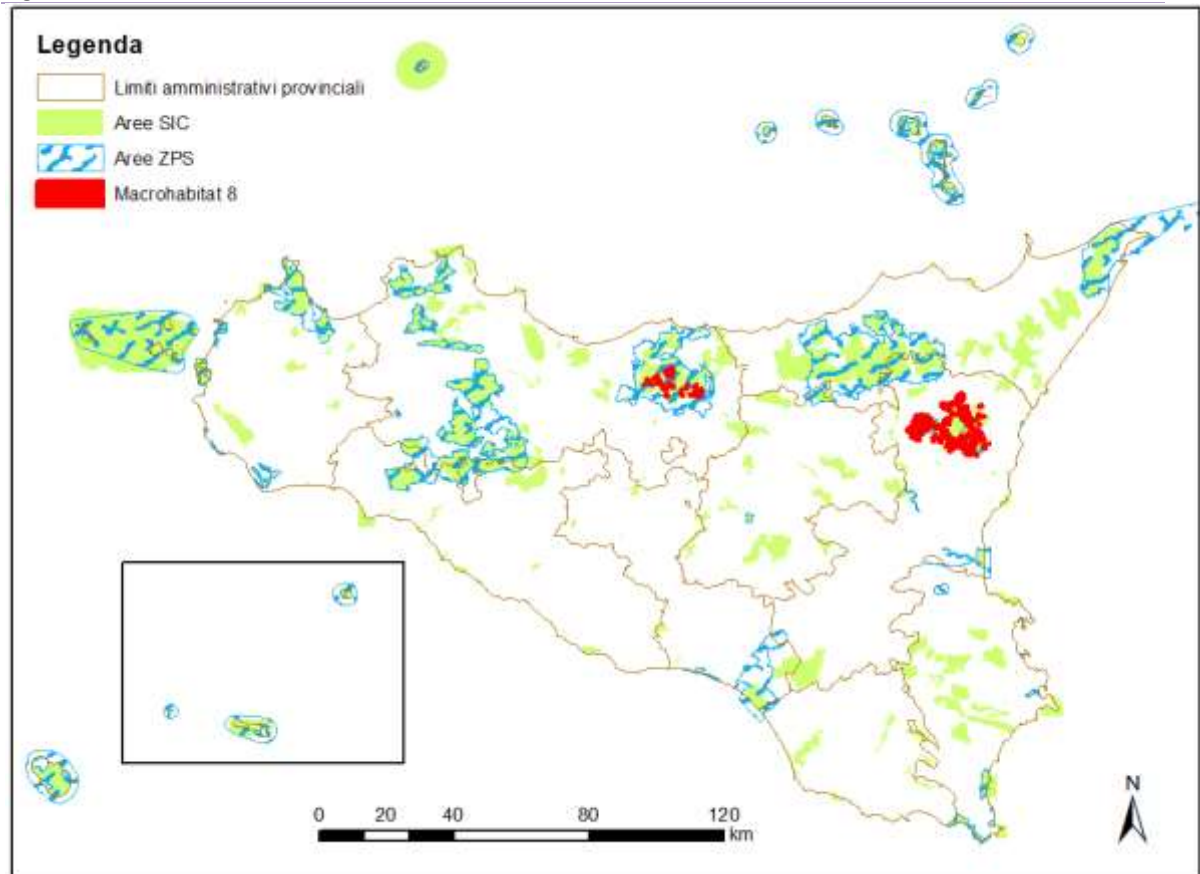 Legenda
Limiti amministrativi provinciali
Aree SIC
Aree ZPS
Macrohabitat 8
N
0 20 40 80 120
km